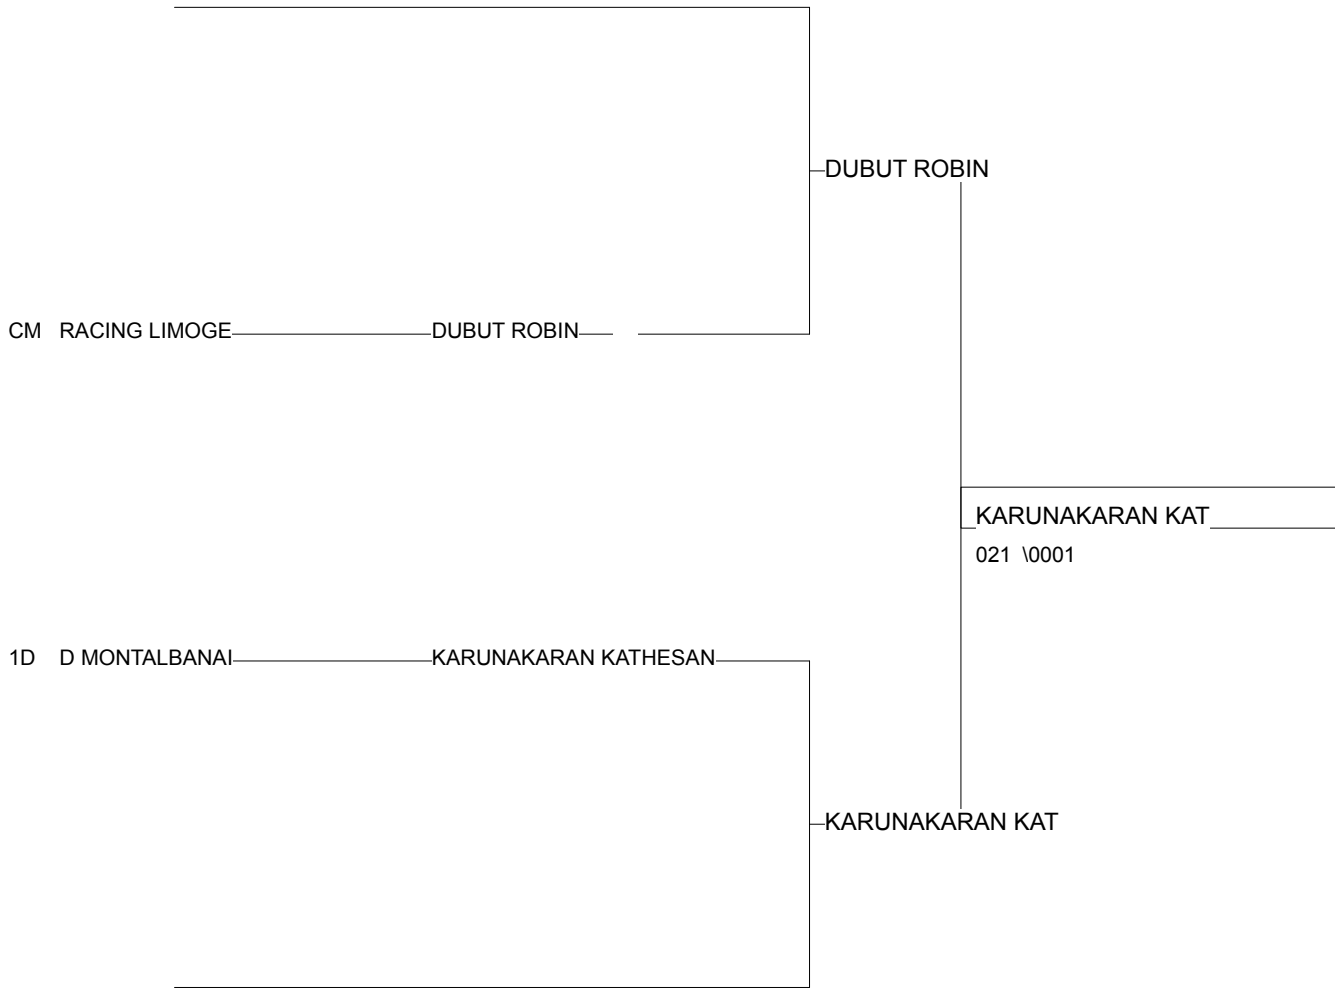 DUBUT ROBIN
CM RACING LIMOGE DUBUT ROBIN
KARUNAKARAN KAT
021 \0001
1D D MONTALBANAI KARUNAKARAN KATHESAN
KARUNAKARAN KAT